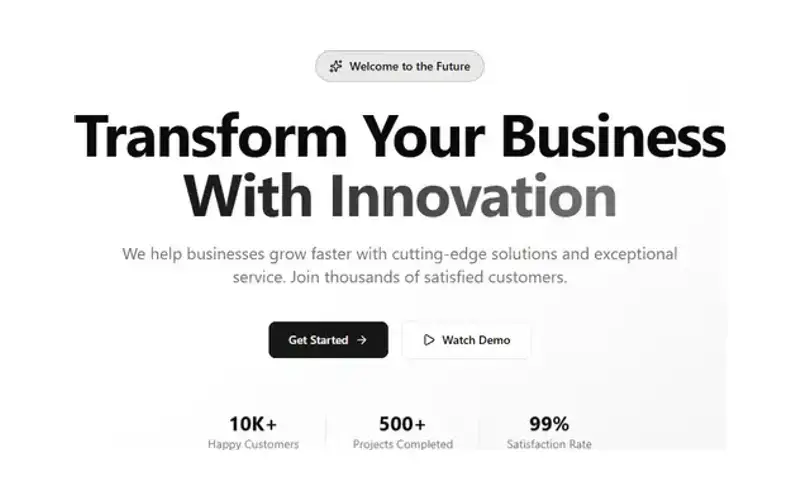 Welcome to the Future
Transform Your Business
With Innovation
We help businesses grow faster with cutting-edge solutions and exceptional
service. Join thousands of satisfied customers.
Get Started
Watch Demo
10K+
Happy Customers
500+
Projects Completed
99%
Satisfaction Rate